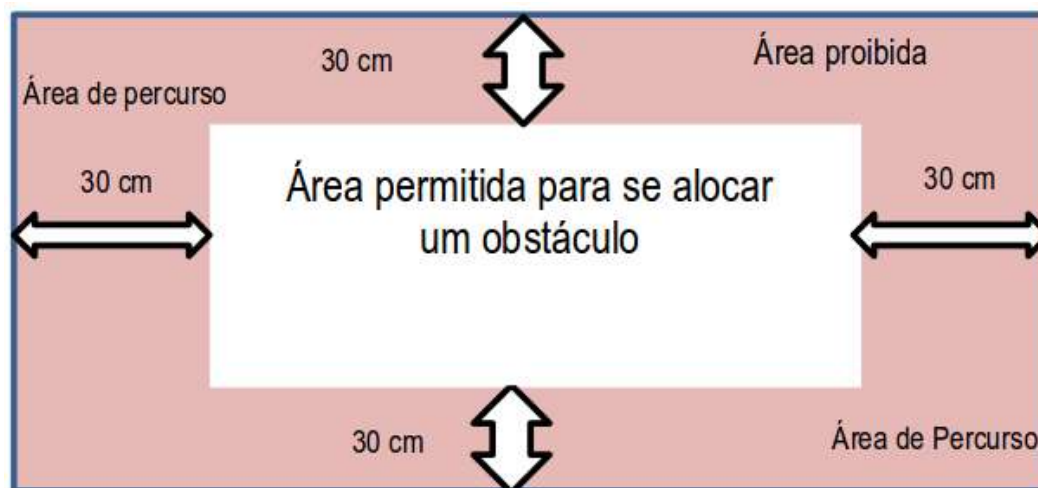 30 cm
Área proibida
Área de percurso
30 cm
Área permitida para se alocar
um obstáculo
30 cm
30 cm
Área de Percurso